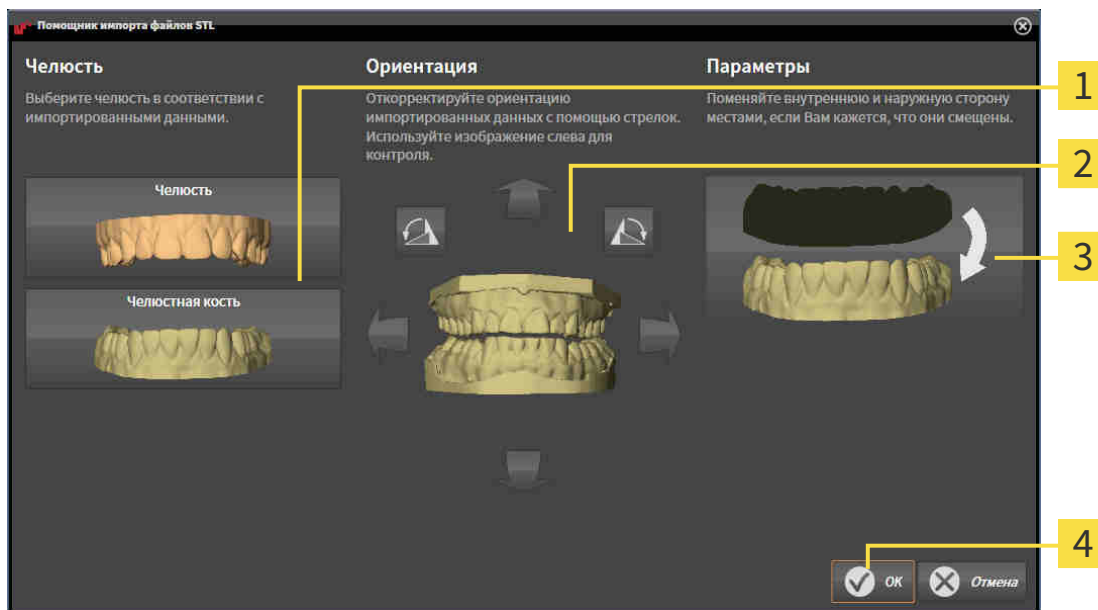 Помощник импорта файлов STL
Челюсть
Выберите челюсть в соответствии с
импортированными данными.
Челюсть
Челюстная кость
Ориентация
Откорректируйте ориентацию
импортированных данных с помощью стрелок.
Используйте изображение слева для
контроля.
Параметры
Поменяйте внутреннюю и наружную сторону
местами, если Вам кажется, что они смещены.
1
2
3
4
ОК
Отмена